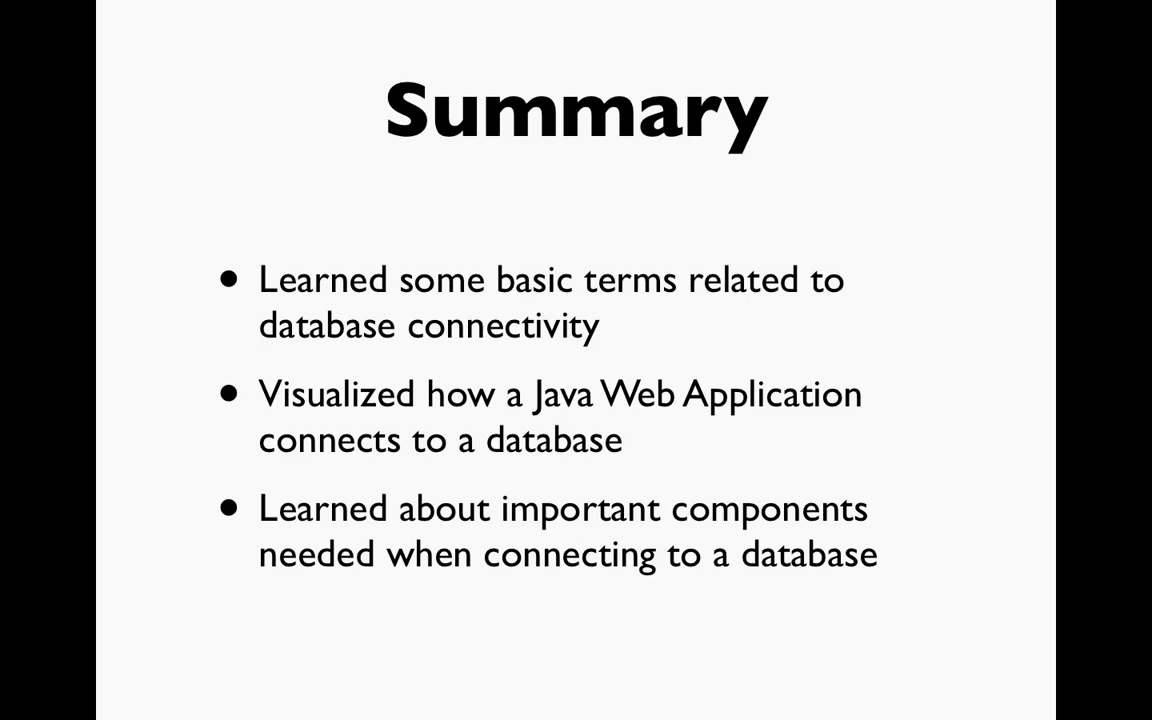 Summary
• Learned some basic terms related to
database connectivity
• Visualized how a Java Web Application
connects to a database
• Learned about important components
needed when connecting to a database